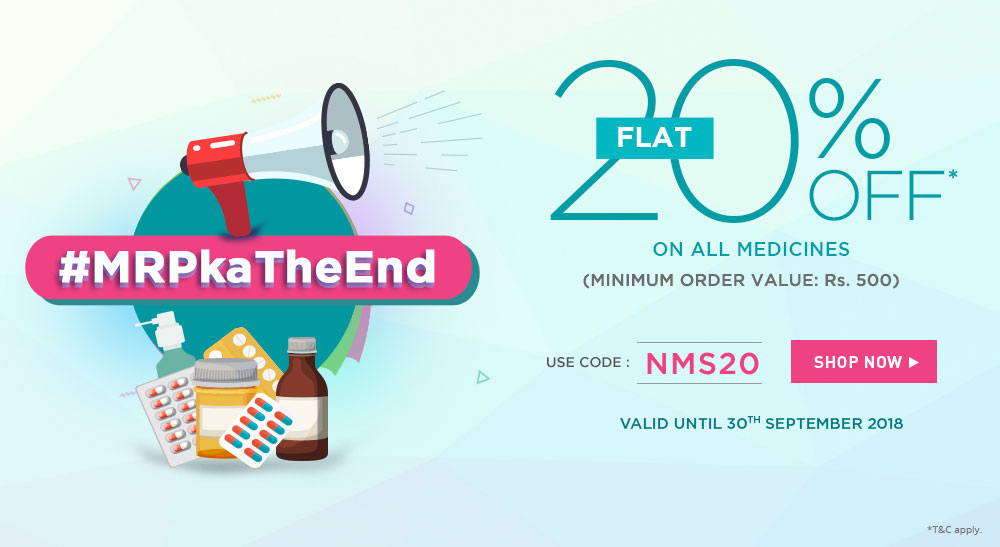 #MRPkaTheEnd
FLAT
20%
OFF*
ON ALL MEDICINES
(MINIMUM ORDER VALUE: Rs. 500)
USE CODE : NMS20 SHOP NOW ▶
VALID UNTIL 30TH SEPTEMBER 2018
*T&C apply.